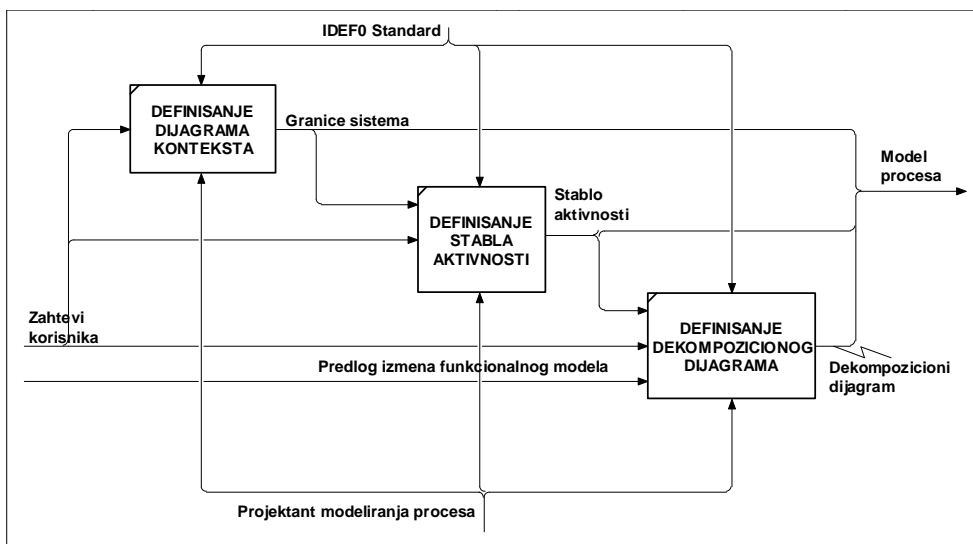 IDEF0 Standard
DEFINISANJE
DIJAGRAMA
KONTEKSTA
Granice sistema
Model
procesa
Stablo
aktivnosti
DEFINISANJE
STABLA
AKTIVNOSTI
Zahtevi
korisnika
DEFINISANJE
DEKOMPOZICIONOG
DIJAGRAMA
Predlog izmena funkcionalnog modela
Dekompozicioni
dijagram
Projektant modeliranja procesa